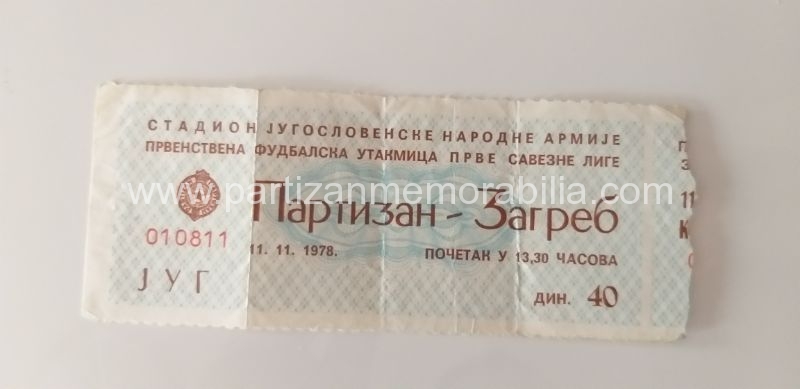 СТАДИОН ЈУГОСЛОВЕНСКЕ НАРОДНЕ АРМИЈЕ
ПРВЕНСТВЕНА ФУДБАЛСКА УТАКМИЦА ПРВЕ САВЕЗНЕ ЛИГЕ
www.partizanmemorabilia.com
Партизан - Загреб
010811
11. 11. 1978.
ПОЧЕТАК У 13,30 ЧАСОВА
ЈУГ
ДИН. 40
11